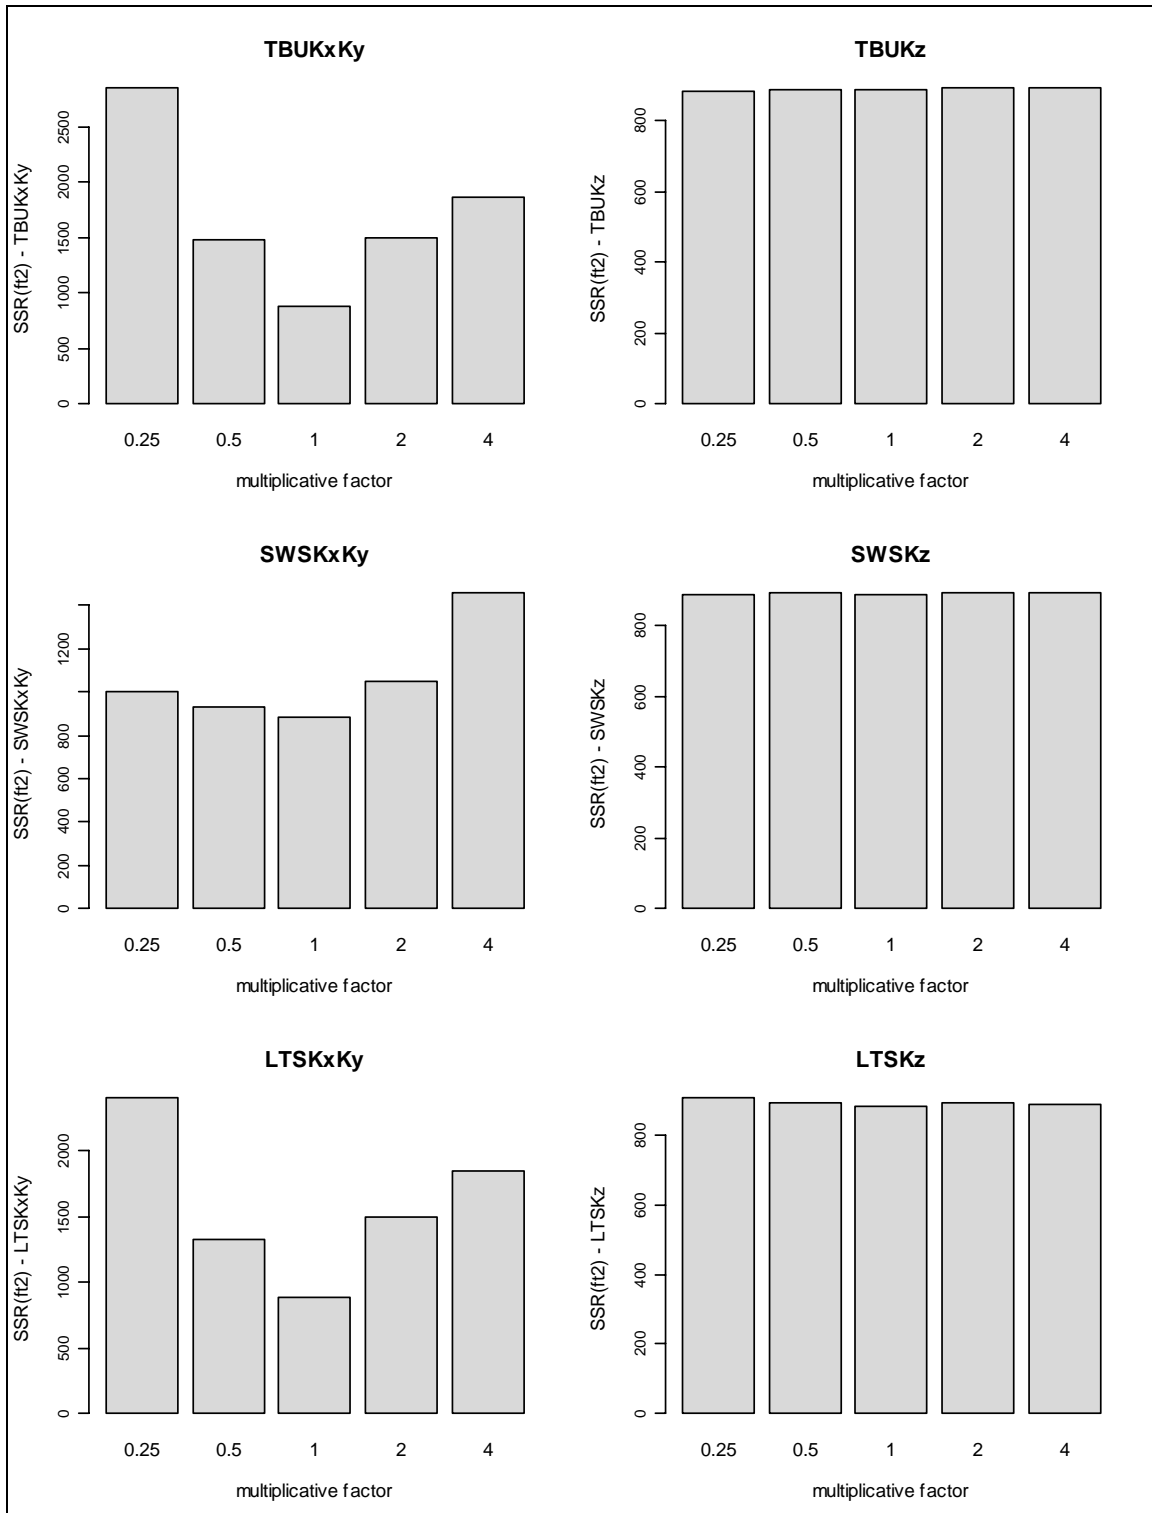 TBUKxKy
SSR(ft2) - TBUKxKy
2500
2000
1500
1000
500
0
0.25 0.5 1 2 4
multiplicative factor
TBUKz
SSR(ft2) - TBUKz
800
600
400
200
0
0.25 0.5 1 2 4
multiplicative factor
SWSKxKy
SSR(ft2) - SWSKxKy
1200
800
600
400
200
0
0.25 0.5 1 2 4
multiplicative factor
SWSKz
SSR(ft2) - SWSKz
800
600
400
200
0
0.25 0.5 1 2 4
multiplicative factor
LTSKxKy
SSR(ft2) - LTSKxKy
2000
1500
1000
500
0
0.25 0.5 1 2 4
multiplicative factor
LTSKz
SSR(ft2) - LTSKz
800
600
400
200
0
0.25 0.5 1 2 4
multiplicative factor